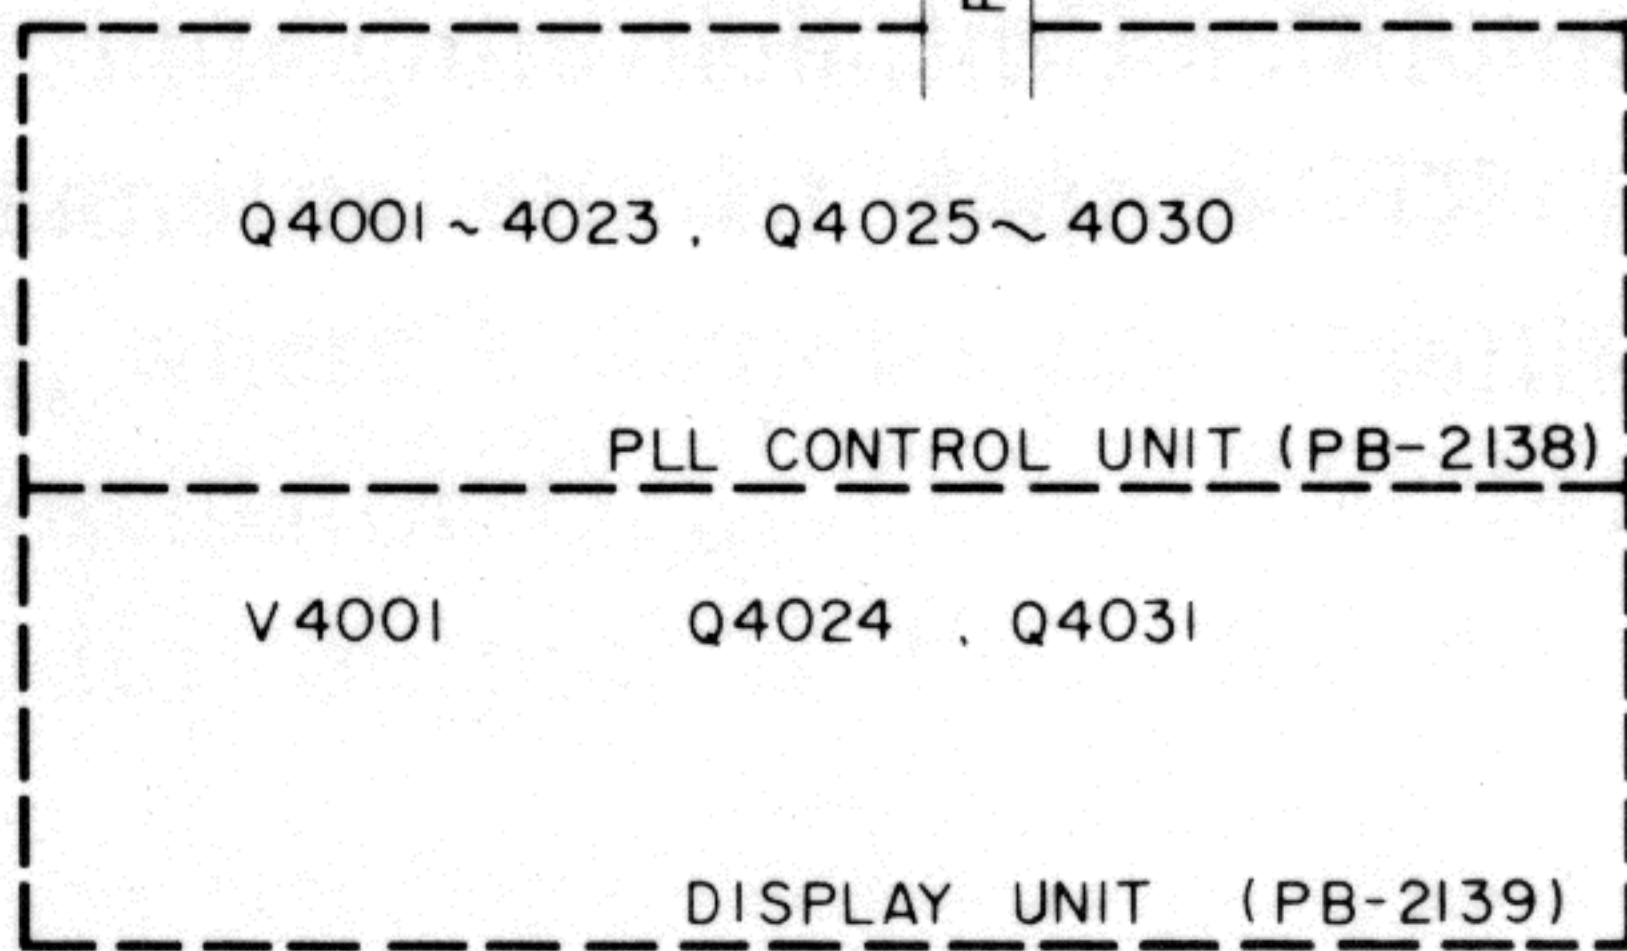 Q4001~4023. Q4025~4030
PLL CONTROL UNIT (PB-2138)
V4001 Q4024 . Q4031
DISPLAY UNIT (PB-2139)